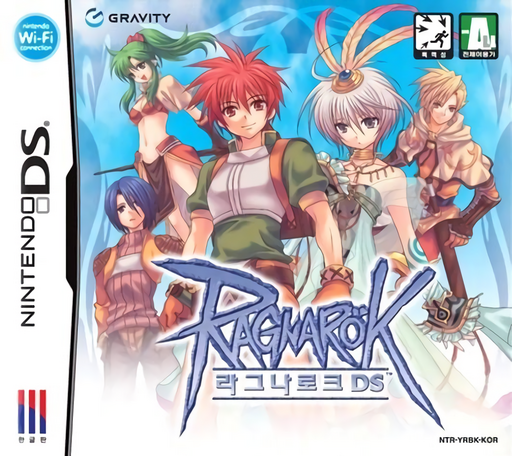 nintendo
Wi-Fi
connection
GRAVITY
폭력성
전체이용가
NINTENDO DS
RAGNARÖK
라그나로크 DS™
한글판
NTR-YRBK-KOR